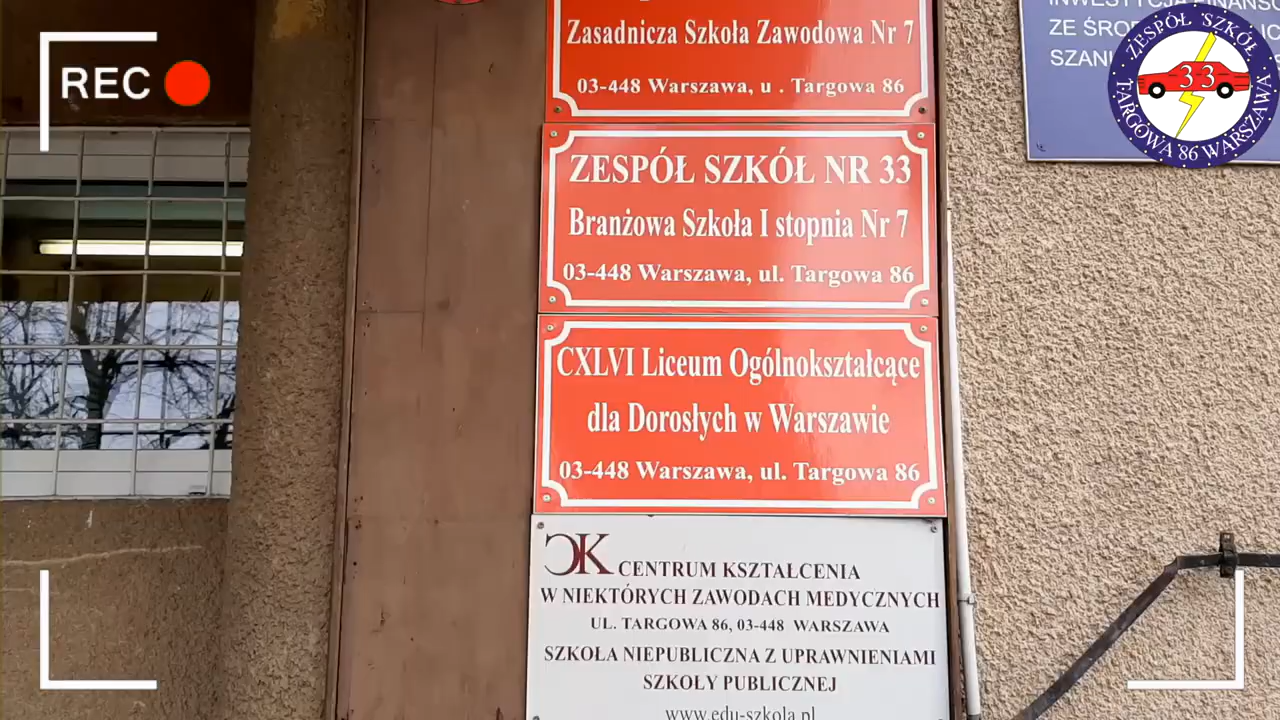 REC
Zasadnicza Szkoła Zawodowa Nr 7
03-448 Warszawa, u . Targowa 86
ZESPÓŁ SZKÓŁ NR 33
Branżowa Szkoła I stopnia Nr 7
03-448 Warszawa, ul. Targowa 86
CXLVI Liceum Ogólnokształcące
dla Dorosłych w Warszawie
03-448 Warszawa, ul. Targowa 86
CK CENTRUM KSZTAŁCENIA
W NIEKTÓRYCH ZAWODACH MEDYCZNYCH
UL. TARGOWA 86, 03-448 WARSZAWA
SZKOŁA NIEPUBLICZNA Z UPRAWNIENIAMI
SZKOŁY PUBLICZNEJ
www.edu-szkola.pl
INWESTYCJA
ZE
ZESPÓŁ SZKÓŁ
33
TARGOWA 86 WARSZAWA